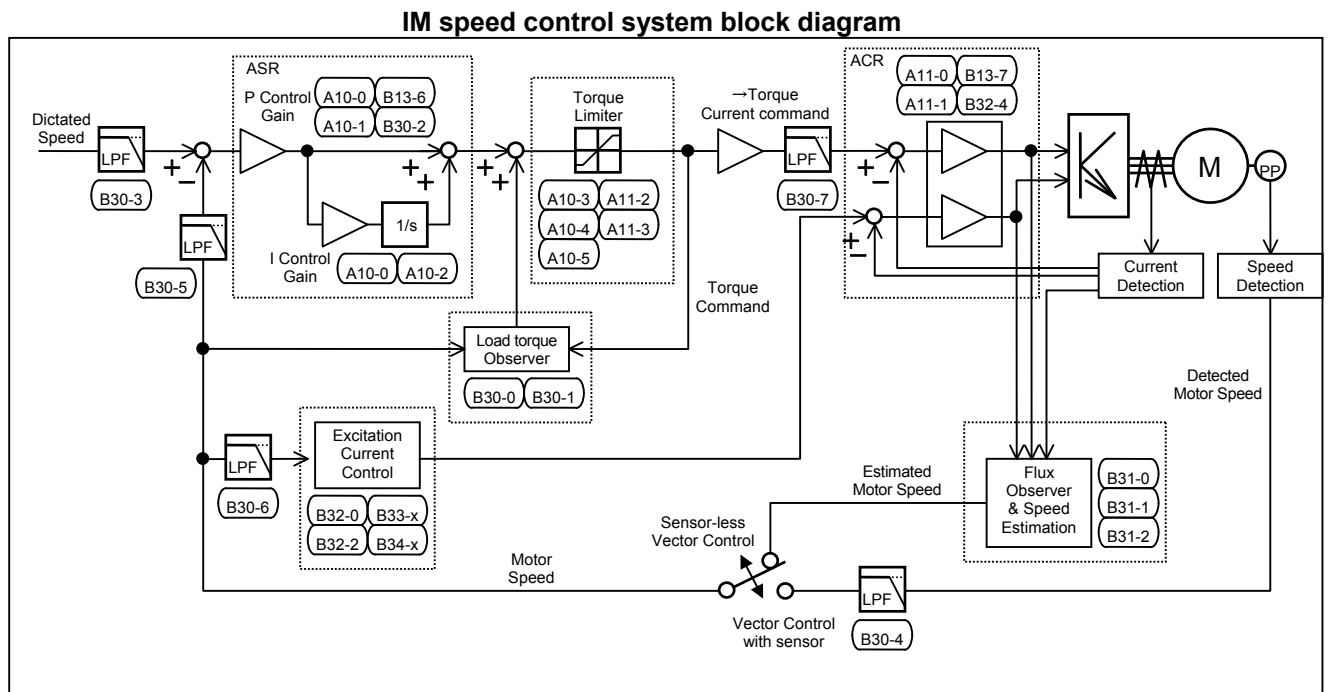 IM speed control system block diagram
ASR
P Control
Gain
A10-0 B13-6
A10-1 B30-2
Dictated
Speed
LPF
B30-3
+
−
LPF
B30-5
I Control
Gain
1/s
A10-0 A10-2
+
+
+
+
Torque
Limiter
A10-3 A11-2
A10-4 A11-3
A10-5
→Torque
Current command
LPF
B30-7
Torque
Command
Load torque
Observer
B30-0 B30-1
ACR
A11-0 B13-7
A11-1 B32-4
+
−
+
−
M
PP
Current
Detection
Speed
Detection
Detected
Motor Speed
LPF
B30-6
Excitation
Current
Control
B32-0 B33-x
B32-2 B34-x
Estimated
Motor Speed
Flux
Observer
& Speed
Estimation
B31-0
B31-1
B31-2
Sensor-less
Vector Control
Motor
Speed
Vector Control
with sensor
LPF
B30-4